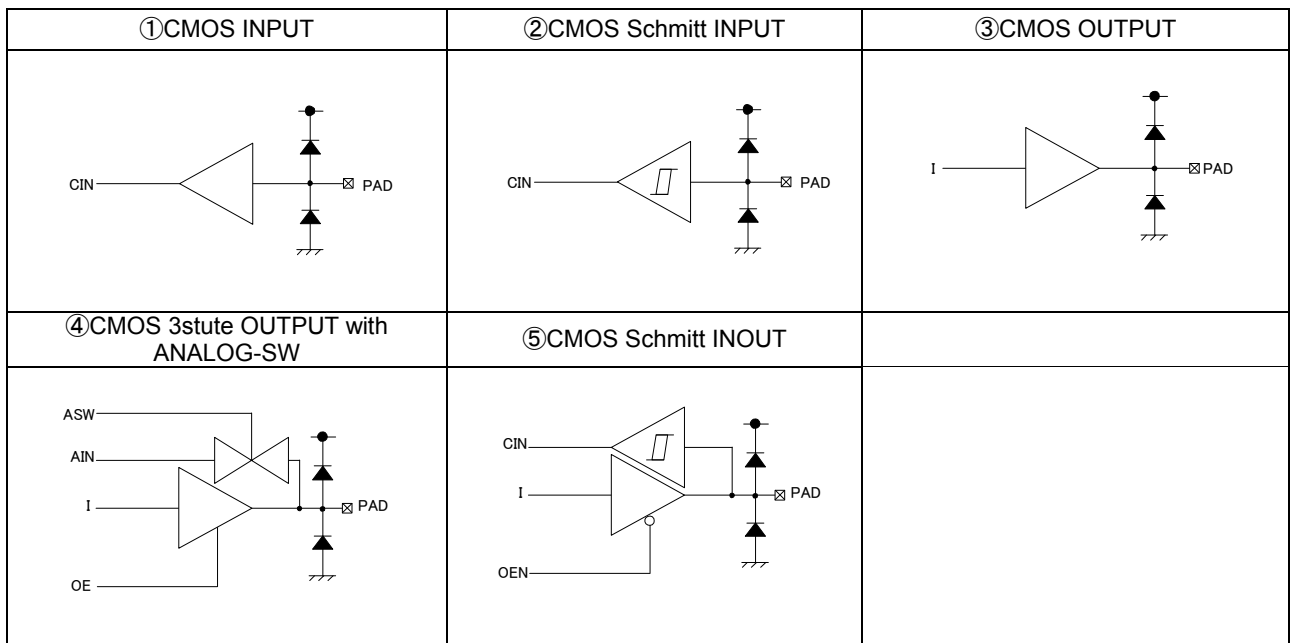 ①CMOS INPUT
②CMOS Schmitt INPUT
③CMOS OUTPUT
CIN
PAD
CIN
PAD
I
PAD
④CMOS 3stute OUTPUT with
ANALOG-SW
⑤CMOS Schmitt INOUT
ASW
AIN
I
PAD
OE
CIN
I
PAD
OEN